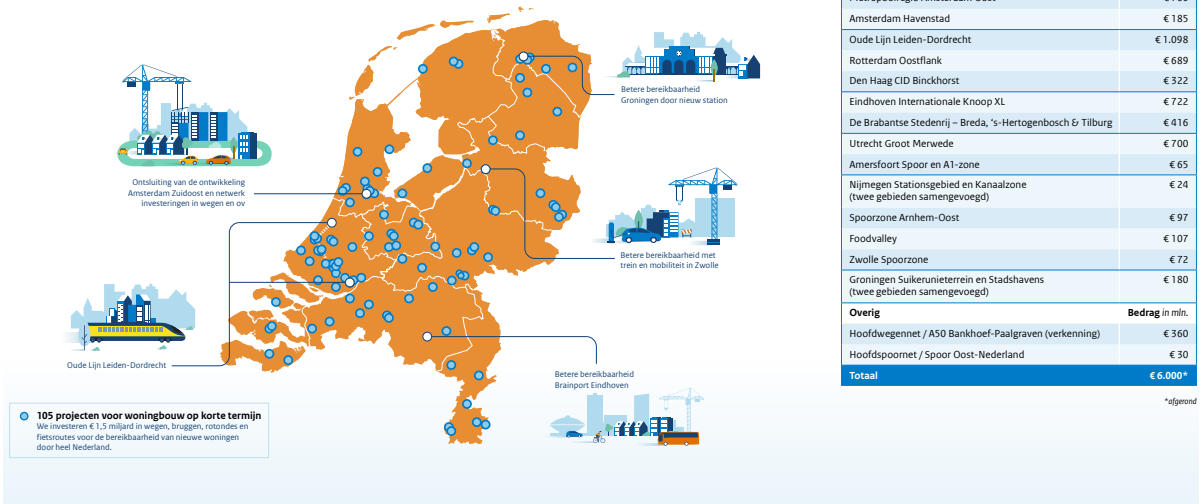 Betere bereikbaarheid
Groningen door nieuw station
Ontsluiting van de ontwikkeling
Amsterdam Zuidoost en netwerk
investeringen in wegen en ov
Betere bereikbaarheid met
trein en mobiliteit in Zwolle
Oude Lijn Leiden-Dordrecht
Betere bereikbaarheid
Brainport Eindhoven
105 projecten voor woningbouw op korte termijn
We investeren € 1,5 miljard in wegen, bruggen, rotondes en
fietsroutes voor de bereikbaarheid van nieuwe woningen
door heel Nederland.
Amsterdam Havenstad € 185
Oude Lijn Leiden-Dordrecht € 1.098
Rotterdam Oostflank € 689
Den Haag CID Binckhorst € 322
Eindhoven Internationale Knoop XL € 722
De Brabantse Stedenrij – Breda, ‘s-Hertogenbosch & Tilburg € 416
Utrecht Groot Merwede € 700
Amersfoort Spoor en A1-zone € 65
Nijmegen Stationsgebied en Kanaalzone € 24
(twee gebieden samengevoegd)
Spoorzone Arnhem-Oost € 97
Foodvalley € 107
Zwolle Spoorzone € 72
Groningen Suikerunieterrein en Stadshavens € 180
(twee gebieden samengevoegd)
Overig Bedrag in mln.
Hoofdwegennet / A50 Bankhoef-Paalgraven (verkenning) € 360
Hoofdspoornet / Spoor Oost-Nederland € 30
Totaal € 6.000*
*afgerond